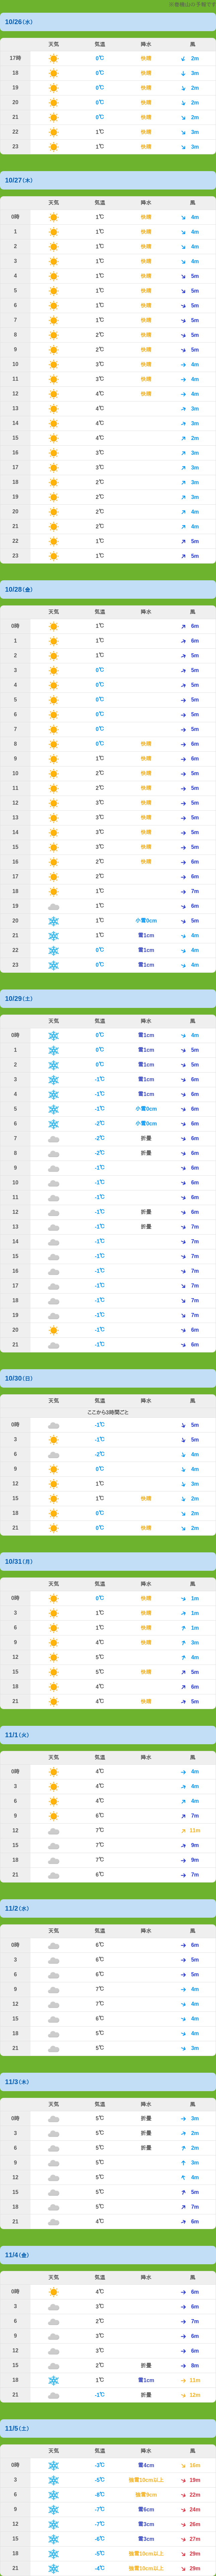 ※地獄山の予報です
10/26(水)
天気 気温 降水 風
17時 0℃ 快晴 2m
18 0℃ 快晴 3m
19 0℃ 快晴 2m
20 0℃ 快晴 2m
21 0℃ 快晴 2m
22 1℃ 快晴 3m
23 1℃ 快晴 3m
10/27(木)
天気 気温 降水 風
0時 1℃ 快晴 4m
1 1℃ 快晴 4m
2 1℃ 快晴 4m
3 1℃ 快晴 4m
4 1℃ 快晴 5m
5 1℃ 快晴 5m
6 1℃ 快晴 5m
7 1℃ 快晴 5m
8 2℃ 快晴 5m
9 2℃ 快晴 5m
10 3℃ 快晴 4m
11 3℃ 快晴 4m
12 4℃ 快晴 4m
13 4℃ 3m
14 4℃ 3m
15 4℃ 2m
16 3℃ 3m
17 3℃ 3m
18 2℃ 3m
19 2℃ 3m
20 2℃ 4m
21 2℃ 4m
22 1℃ 5m
23 1℃ 5m
10/28(金)
天気 気温 降水 風
0時 1℃ 6m
1 1℃ 6m
2 1℃ 5m
3 0℃ 5m
4 0℃ 5m
5 0℃ 5m
6 0℃ 5m
7 0℃ 5m
8 0℃ 快晴 6m
9 1℃ 快晴 6m
10 2℃ 快晴 5m
11 2℃ 快晴 5m
12 3℃ 快晴 5m
13 3℃ 快晴 5m
14 3℃ 快晴 5m
15 3℃ 快晴 5m
16 2℃ 快晴 6m
17 2℃ 6m
18 1℃ 7m
19 1℃ 6m
20 1℃ 小雪0cm 5m
21 1℃ 雪1cm 4m
22 0℃ 雪1cm 4m
23 0℃ 雪1cm 4m
10/29(土)
天気 気温 降水 風
0時 0℃ 雪1cm 4m
1 0℃ 雪1cm 5m
2 0℃ 雪1cm 5m
3 -1℃ 雪1cm 6m
4 -1℃ 雪1cm 6m
5 -1℃ 小雪0cm 6m
6 -2℃ 小雪0cm 6m
7 -2℃ 折曇 6m
8 -2℃ 折曇 6m
9 -1℃ 6m
10 -1℃ 6m
11 -1℃ 6m
12 -1℃ 折曇 6m
13 -1℃ 折曇 7m
14 -1℃ 7m
15 -1℃ 7m
16 -1℃ 7m
17 -1℃ 7m
18 -1℃ 7m
19 -1℃ 7m
20 -1℃ 6m
21 -1℃ 6m
10/30(日)
天気 気温 降水 風
ここから3時間ごと
0時 -1℃ 5m
3 -1℃ 5m
6 -2℃ 4m
9 0℃ 4m
12 1℃ 3m
15 1℃ 快晴 2m
18 0℃ 快晴 2m
21 0℃ 快晴 2m
10/31(月)
天気 気温 降水 風
0時 0℃ 快晴 1m
3 1℃ 快晴 1m
6 1℃ 快晴 1m
9 4℃ 快晴 3m
12 5℃ 4m
15 5℃ 快晴 5m
18 4℃ 6m
21 4℃ 快晴 5m
11/1(火)
天気 気温 降水 風
0時 4℃ 4m
3 4℃ 4m
6 4℃ 4m
9 6℃ 7m
12 7℃ 11m
15 7℃ 9m
18 7℃ 9m
21 6℃ 7m
11/2(水)
天気 気温 降水 風
0時 6℃ 6m
3 6℃ 5m
6 6℃ 5m
9 7℃ 4m
12 7℃ 4m
15 6℃ 4m
18 5℃ 4m
21 5℃ 3m
11/3(木)
天気 気温 降水 風
0時 5℃ 折曇 3m
3 5℃ 折曇 2m
6 5℃ 折曇 2m
9 5℃ 3m
12 5℃ 4m
15 5℃ 5m
18 5℃ 7m
21 4℃ 6m
11/4(金)
天気 気温 降水 風
0時 4℃ 6m
3 3℃ 6m
6 2℃ 7m
9 3℃ 6m
12 3℃ 6m
15 2℃ 折曇 8m
18 1℃ 雪1cm 11m
21 -1℃ 折曇 12m
11/5(土)
天気 気温 降水 風
0時 -3℃ 雪4cm 16m
3 -5℃ 強雪10cm以上 19m
6 -8℃ 強雪9cm 22m
9 -7℃ 雪6cm 24m
12 -7℃ 雪3cm 26m
15 -6℃ 雪3cm 27m
18 -5℃ 強雪10cm以上 29m
21 -4℃ 強雪10cm以上 29m